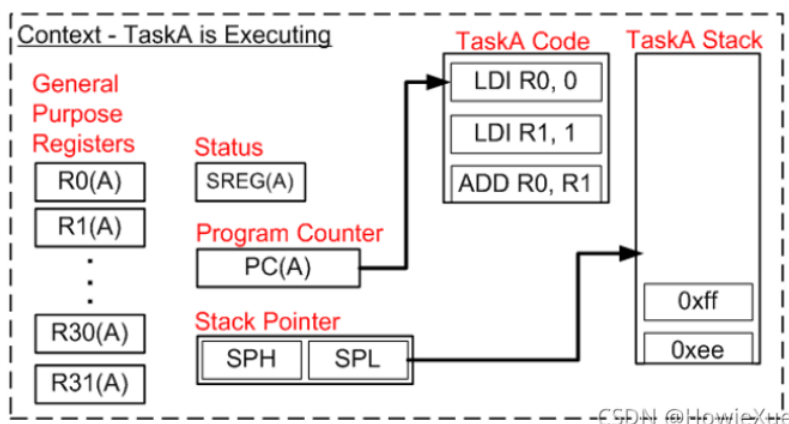 Context - TaskA is Executing
TaskA Code
TaskA Stack
General
Purpose
Registers
R0(A)
R1(A)
R30(A)
R31(A)
Status
SREG(A)
Program Counter
PC(A)
Stack Pointer
SPH
SPL
LDI R0, 0
LDI R1, 1
ADD R0, R1
0xff
0xee
CSDN @HowieXue